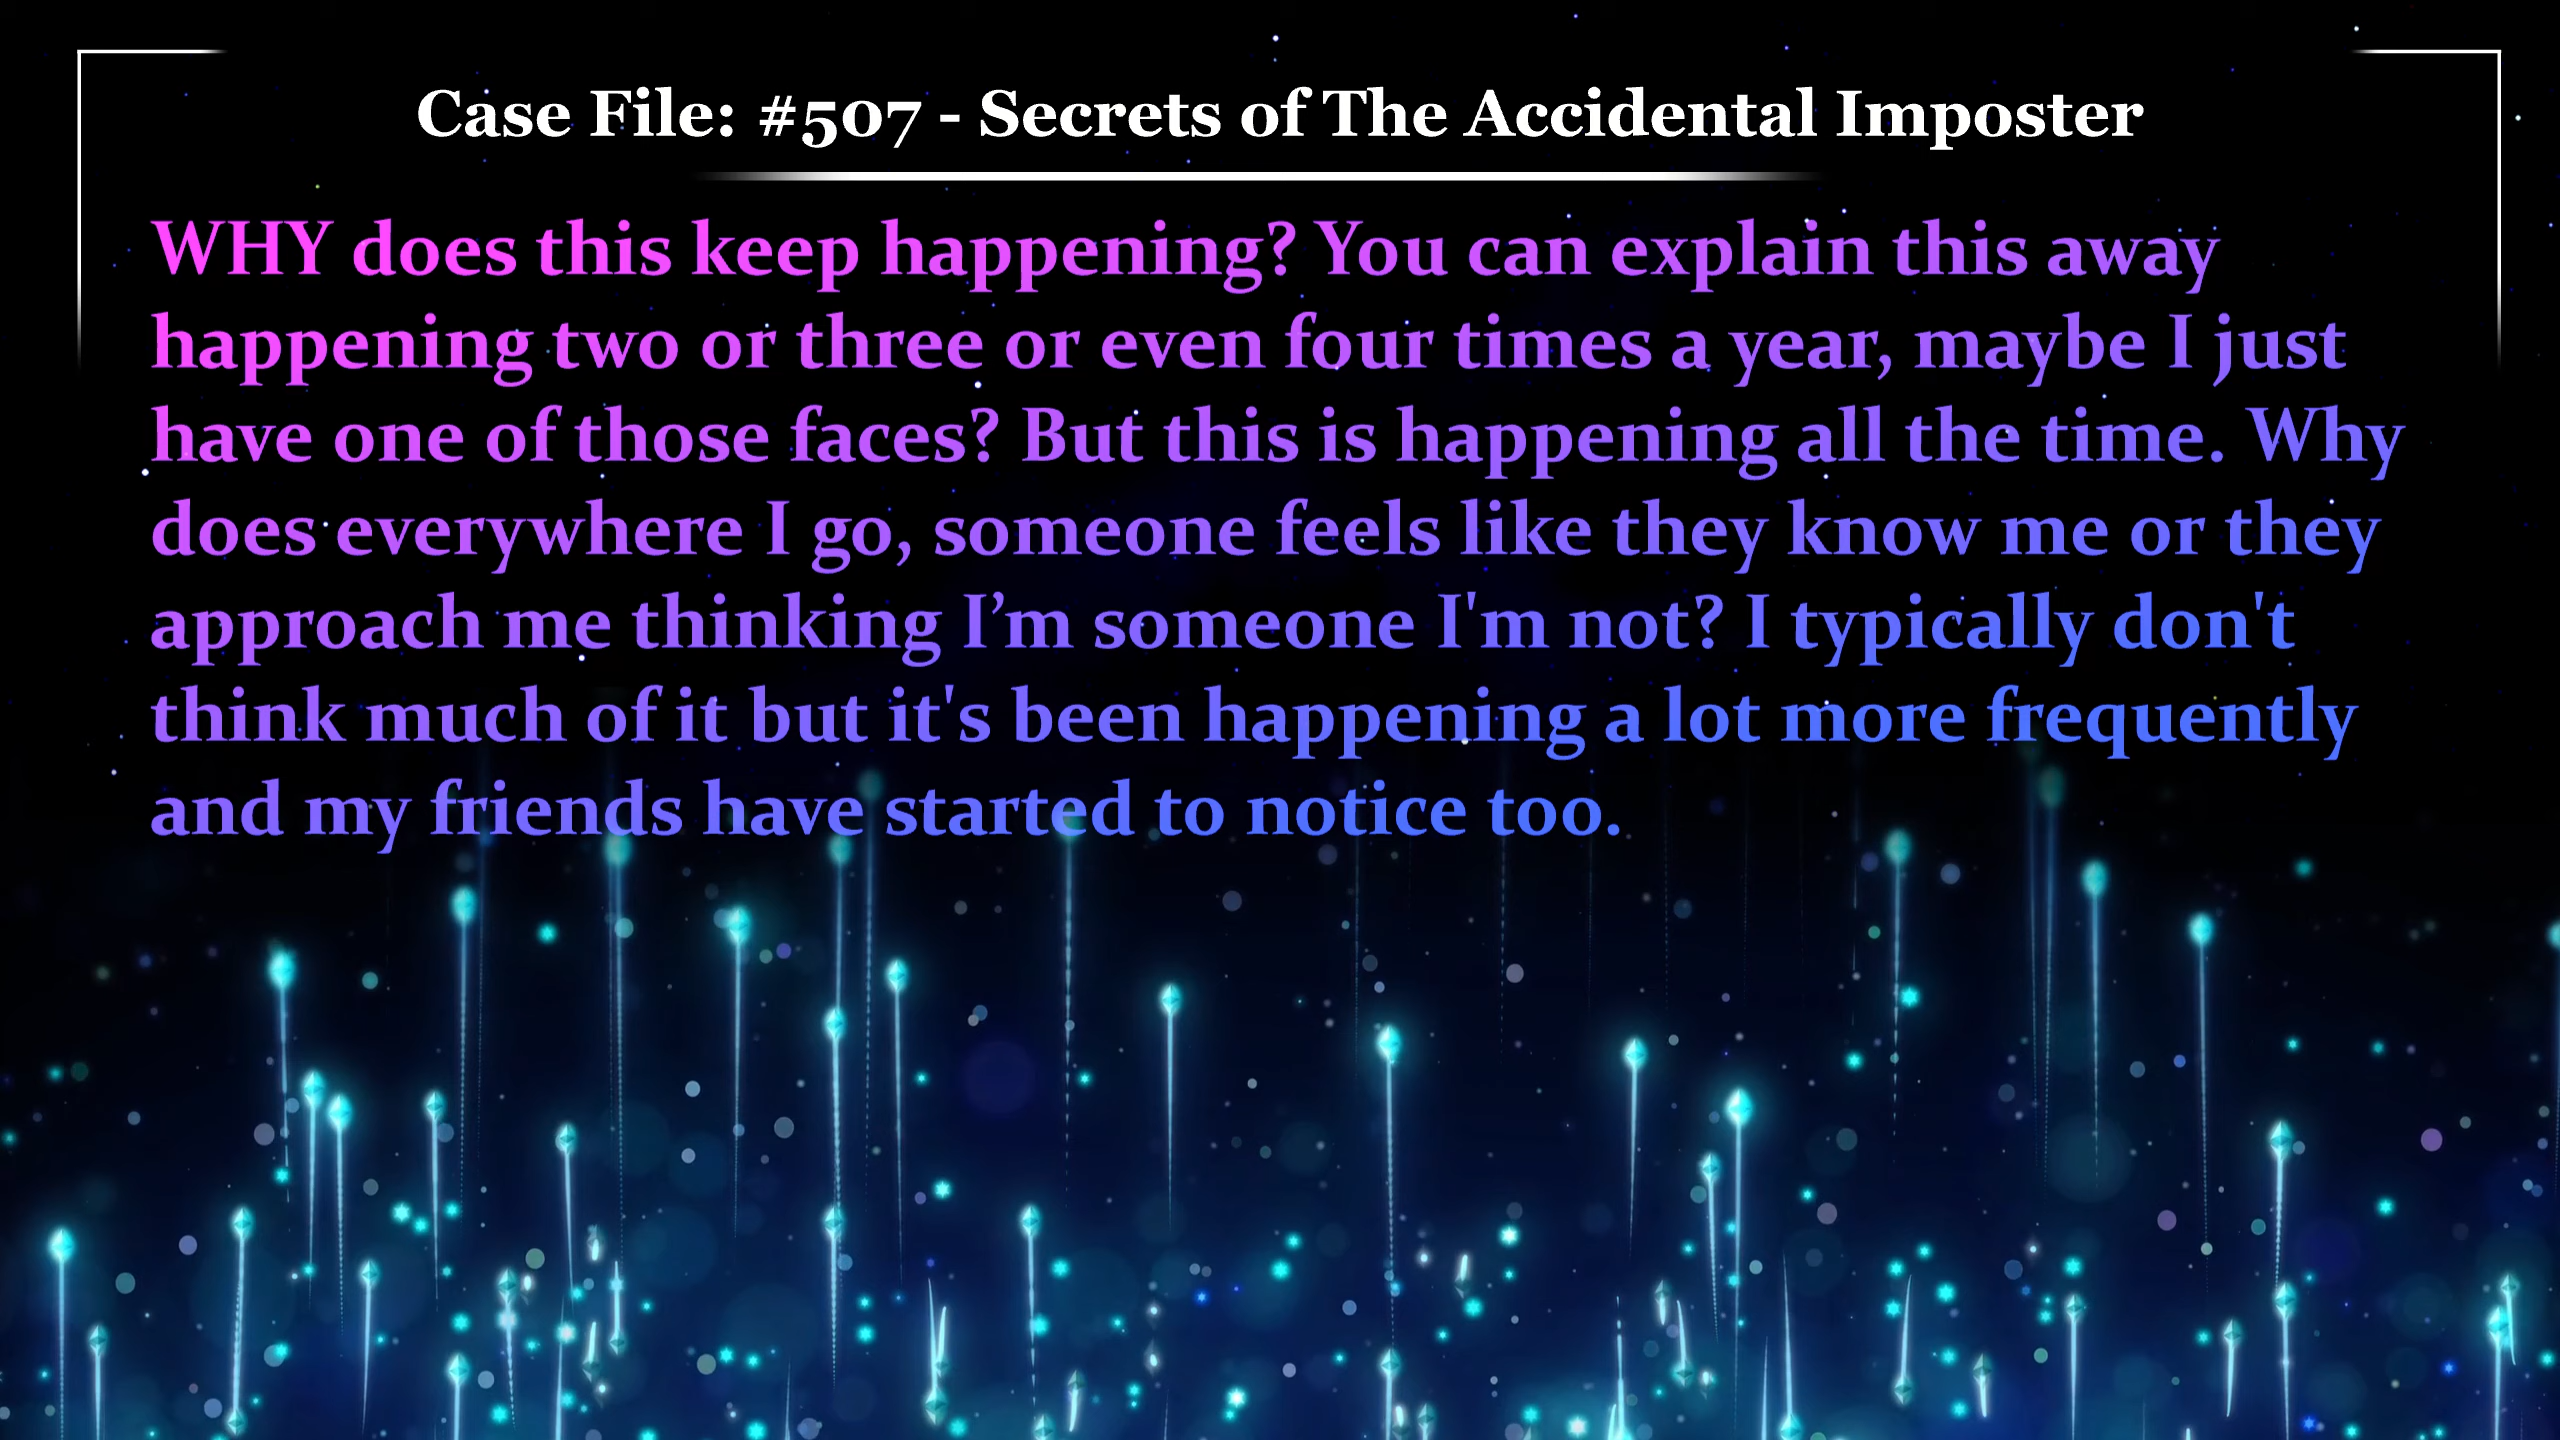 Case File: #507 - Secrets of The Accidental Imposter
WHY does this keep happening? You can explain this away
happening two or three or even four times a year, maybe I just
have one of those faces? But this is happening all the time. Why
does everywhere I go, someone feels like they know me or they
approach me thinking I’m someone I'm not? I typically don't
think much of it but it's been happening a lot more frequently
and my friends have started to notice too.